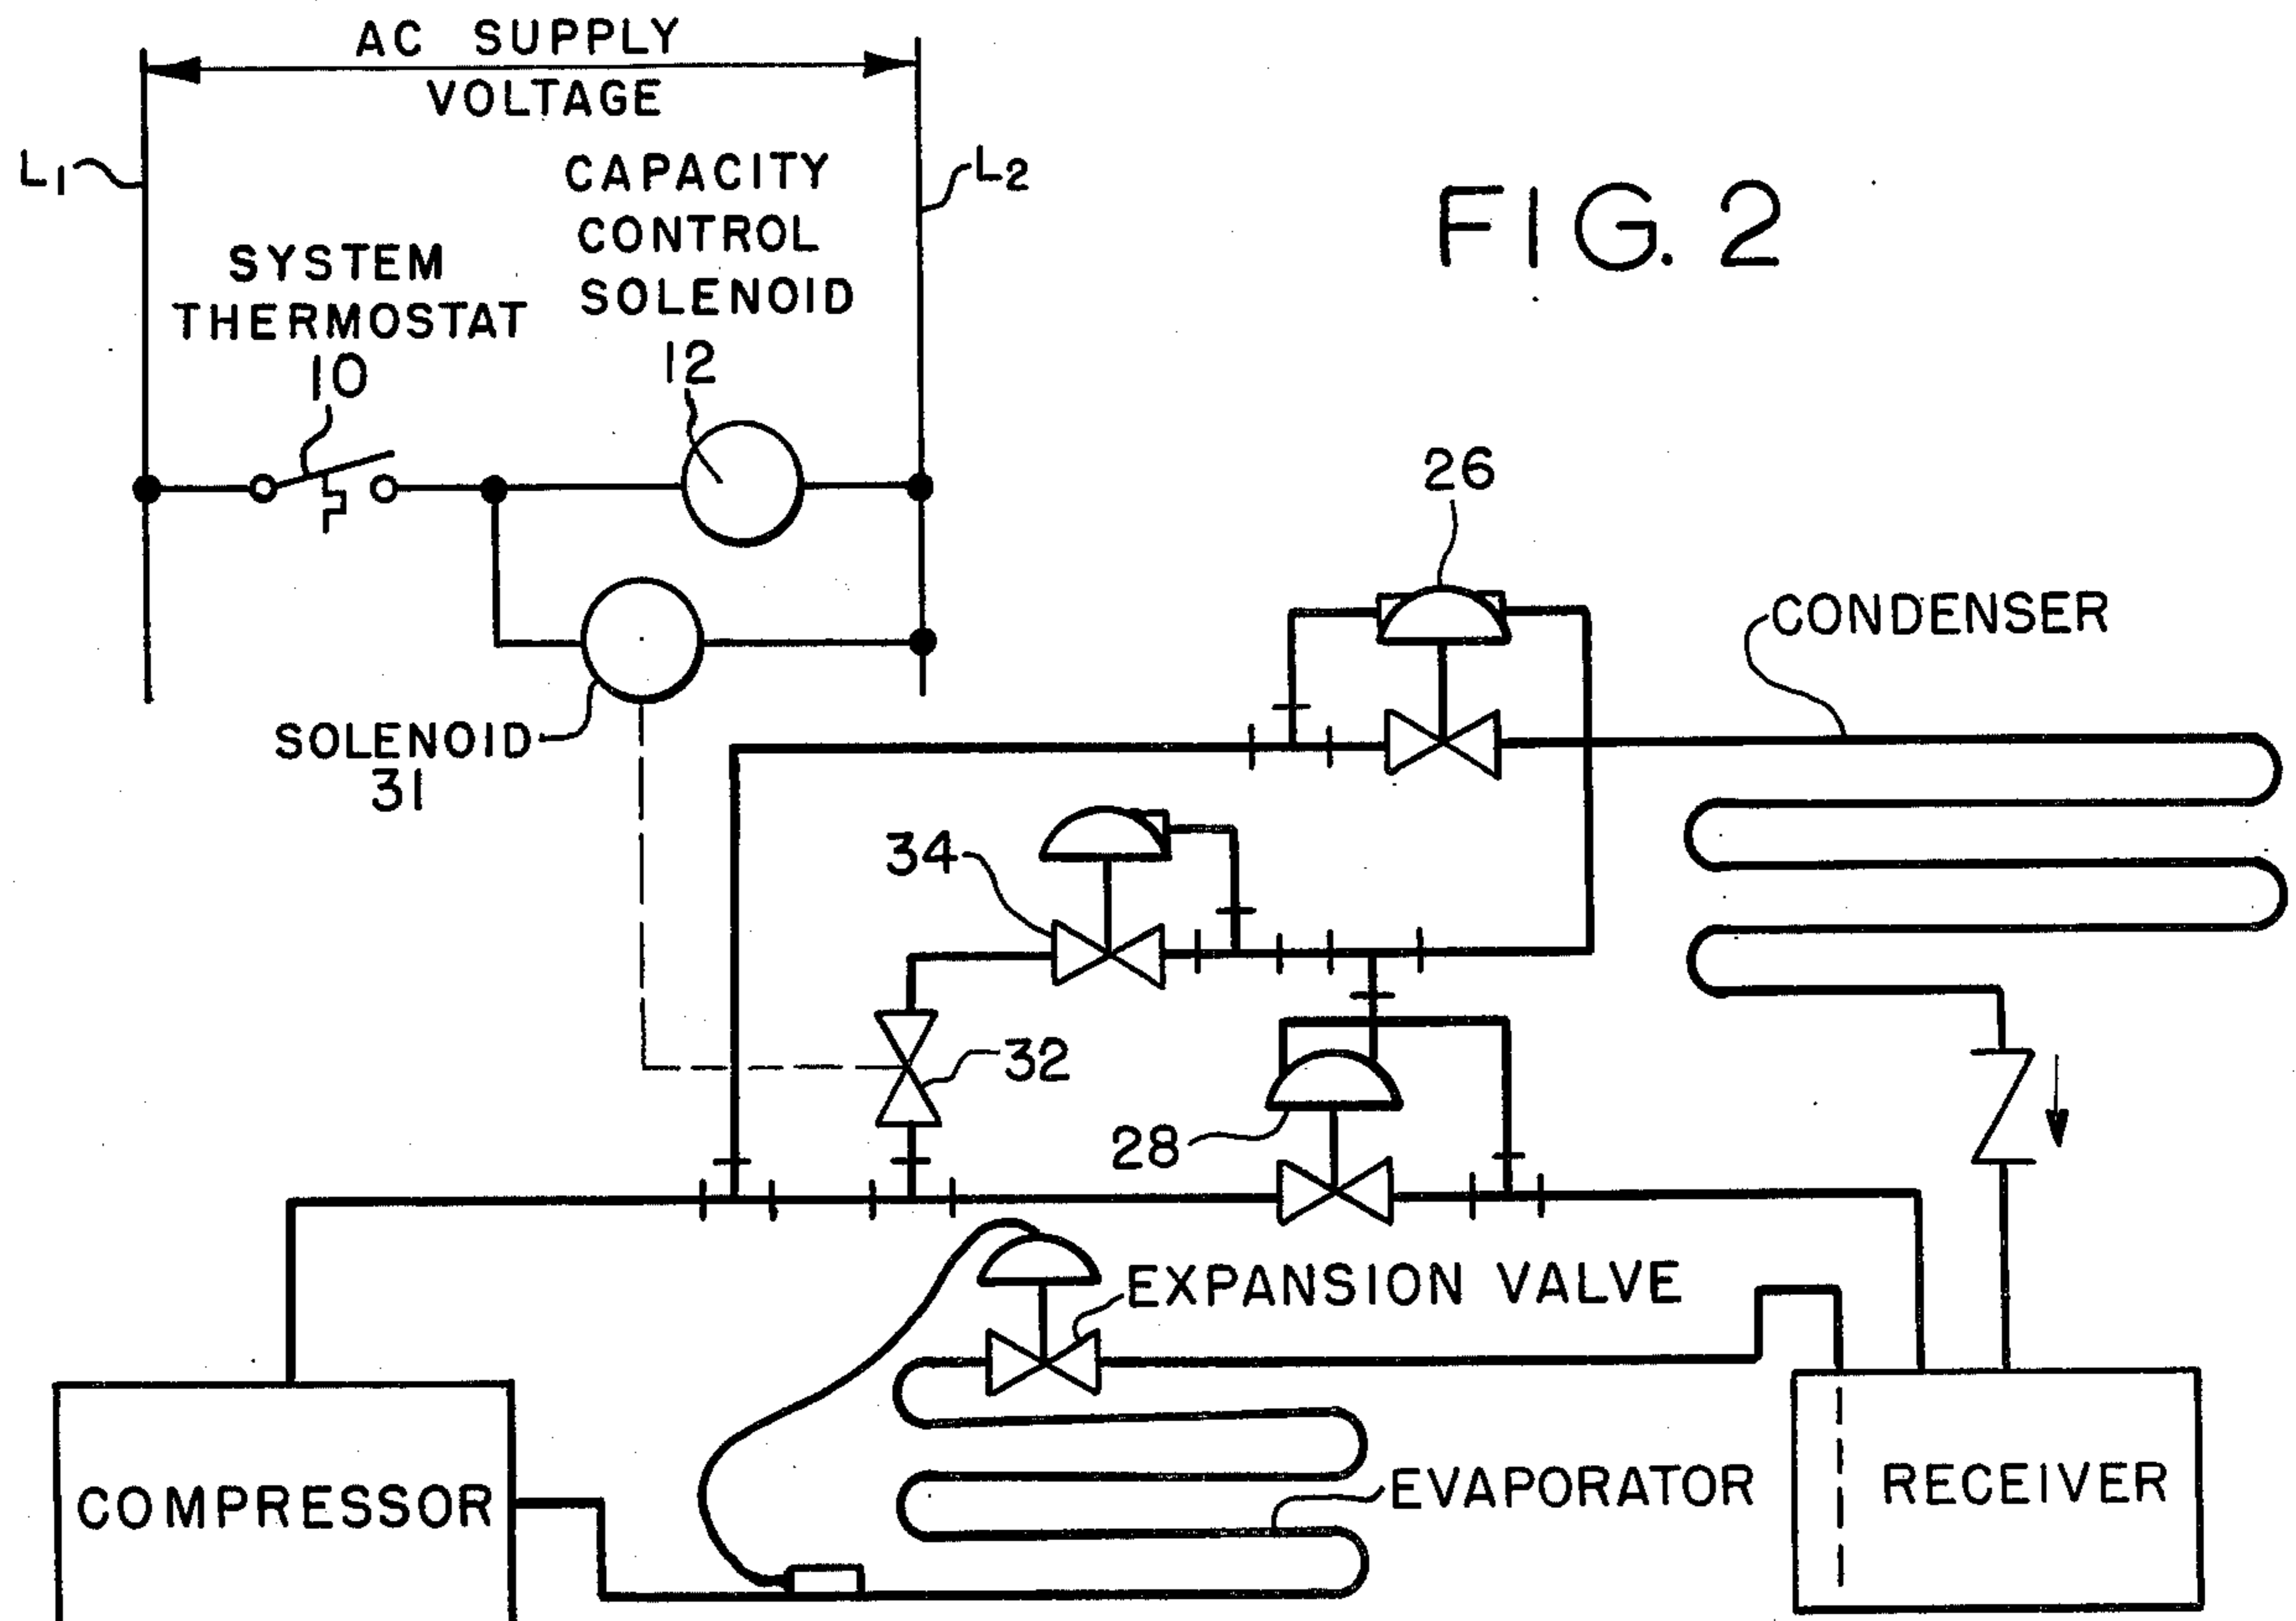 AC SUPPLY
VOLTAGE
L1
L2
CAPACITY
CONTROL
SOLENOID
12
SYSTEM
THERMOSTAT
10
FIG. 2
26
CONDENSER
SOLENOID
31
34
32
28
EXPANSION VALVE
EVAPORATOR
COMPRESSOR
RECEIVER